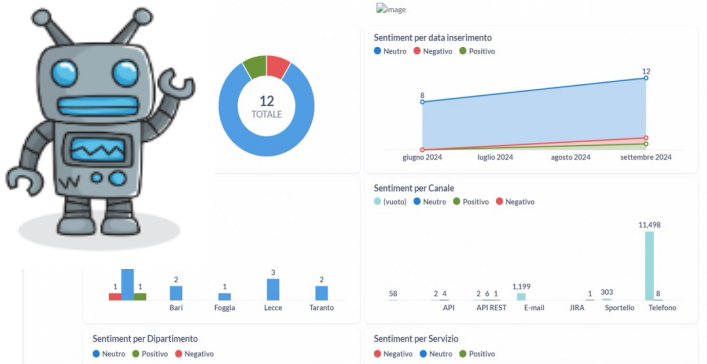 image
Sentiment per data inserimento
Neutro Negativo Positivo
12
TOTALE
8
12
giugno 2024 luglio 2024 agosto 2024 settembre 2024
Sentiment per Canale
(vuoto) Neutro Positivo Negativo
11,498
58 2 4 2 6 1 1,199 1 303 8
API API REST E-mail JIRA Sportello Telefono
1 1 2 1 3 2
Bari Foggia Lecce Taranto
W
Sentiment per Dipartimento
Neutro Positivo Negativo
Sentiment per Servizio
Negativo Neutro Positivo